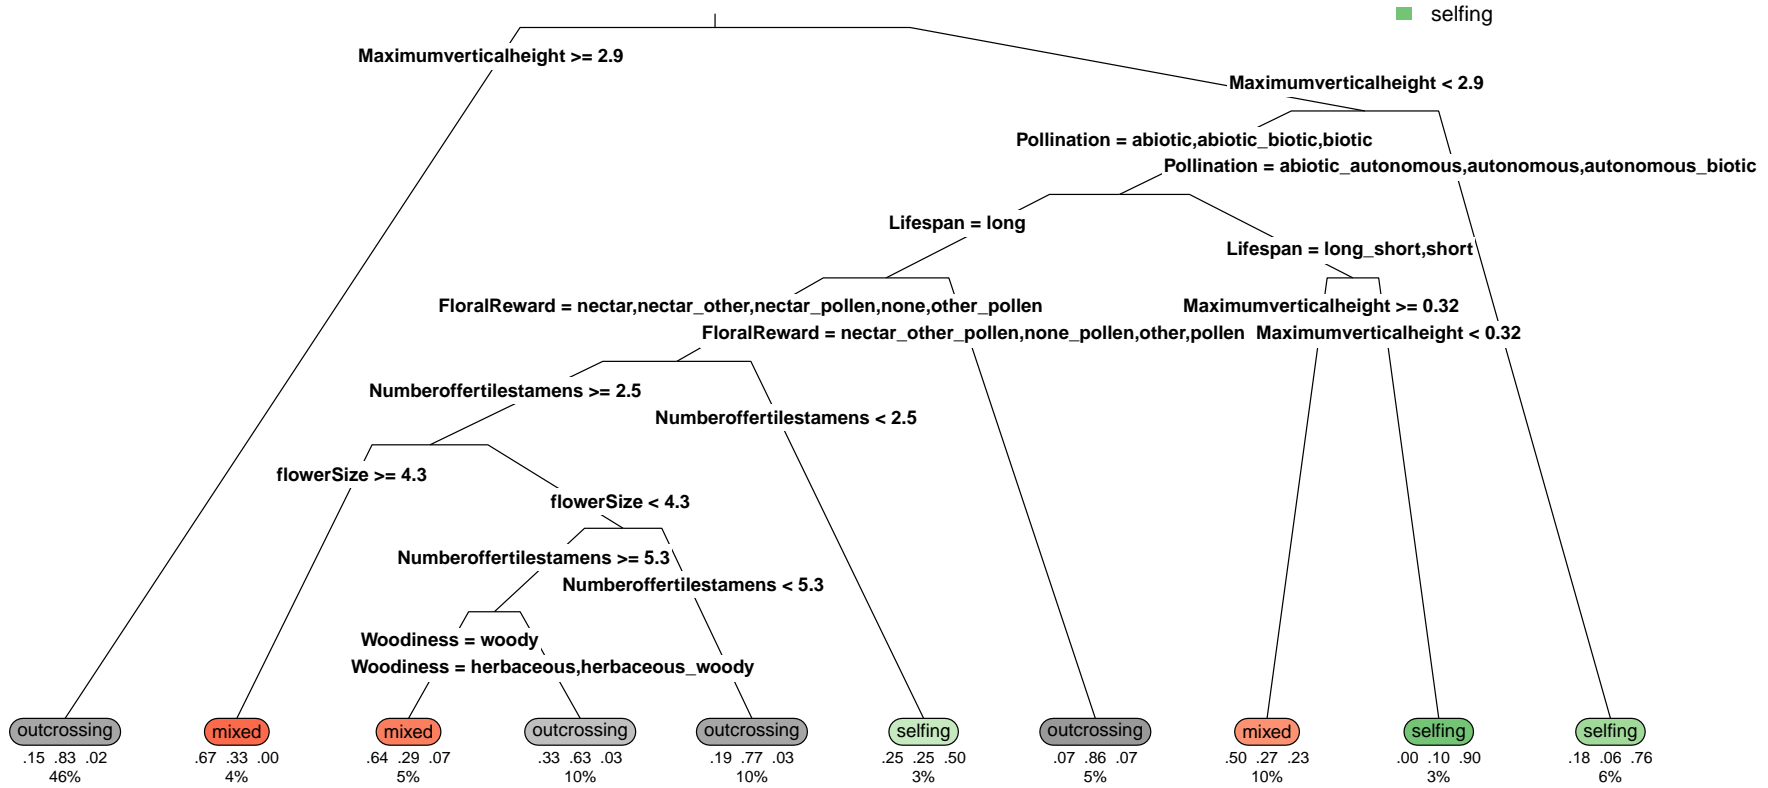 selfing
Maximumverticalheight >= 2.9
Maximumverticalheight < 2.9
Pollination = abiotic,abiotic_biotic,biotic
Pollination = abiotic_autonomous,autonomous,autonomous_biotic
Lifespan = long
Lifespan = long_short,short
FloralReward = nectar,nectar_other,nectar_pollen,none,other_pollen
Maximumverticalheight >= 0.32
FloralReward = nectar_other_pollen,none_pollen,other,pollen
Maximumverticalheight < 0.32
Numberoffertilestamens >= 2.5
Numberoffertilestamens < 2.5
flowerSize >= 4.3
flowerSize < 4.3
Numberoffertilestamens >= 5.3
Numberoffertilestamens < 5.3
Woodiness = woody
Woodiness = herbaceous,herbaceous_woody
outcrossing mixed mixed outcrossing outcrossing selfing outcrossing mixed selfing selfing
.15 .83 .02 .67 .33 .00 .64 .29 .07 .33 .63 .03 .19 .77 .03 .25 .25 .50 .07 .86 .07 .50 .27 .23 .00 .10 .90 .18 .06 .76
46% 4% 5% 10% 10% 3% 5% 10% 3% 6%